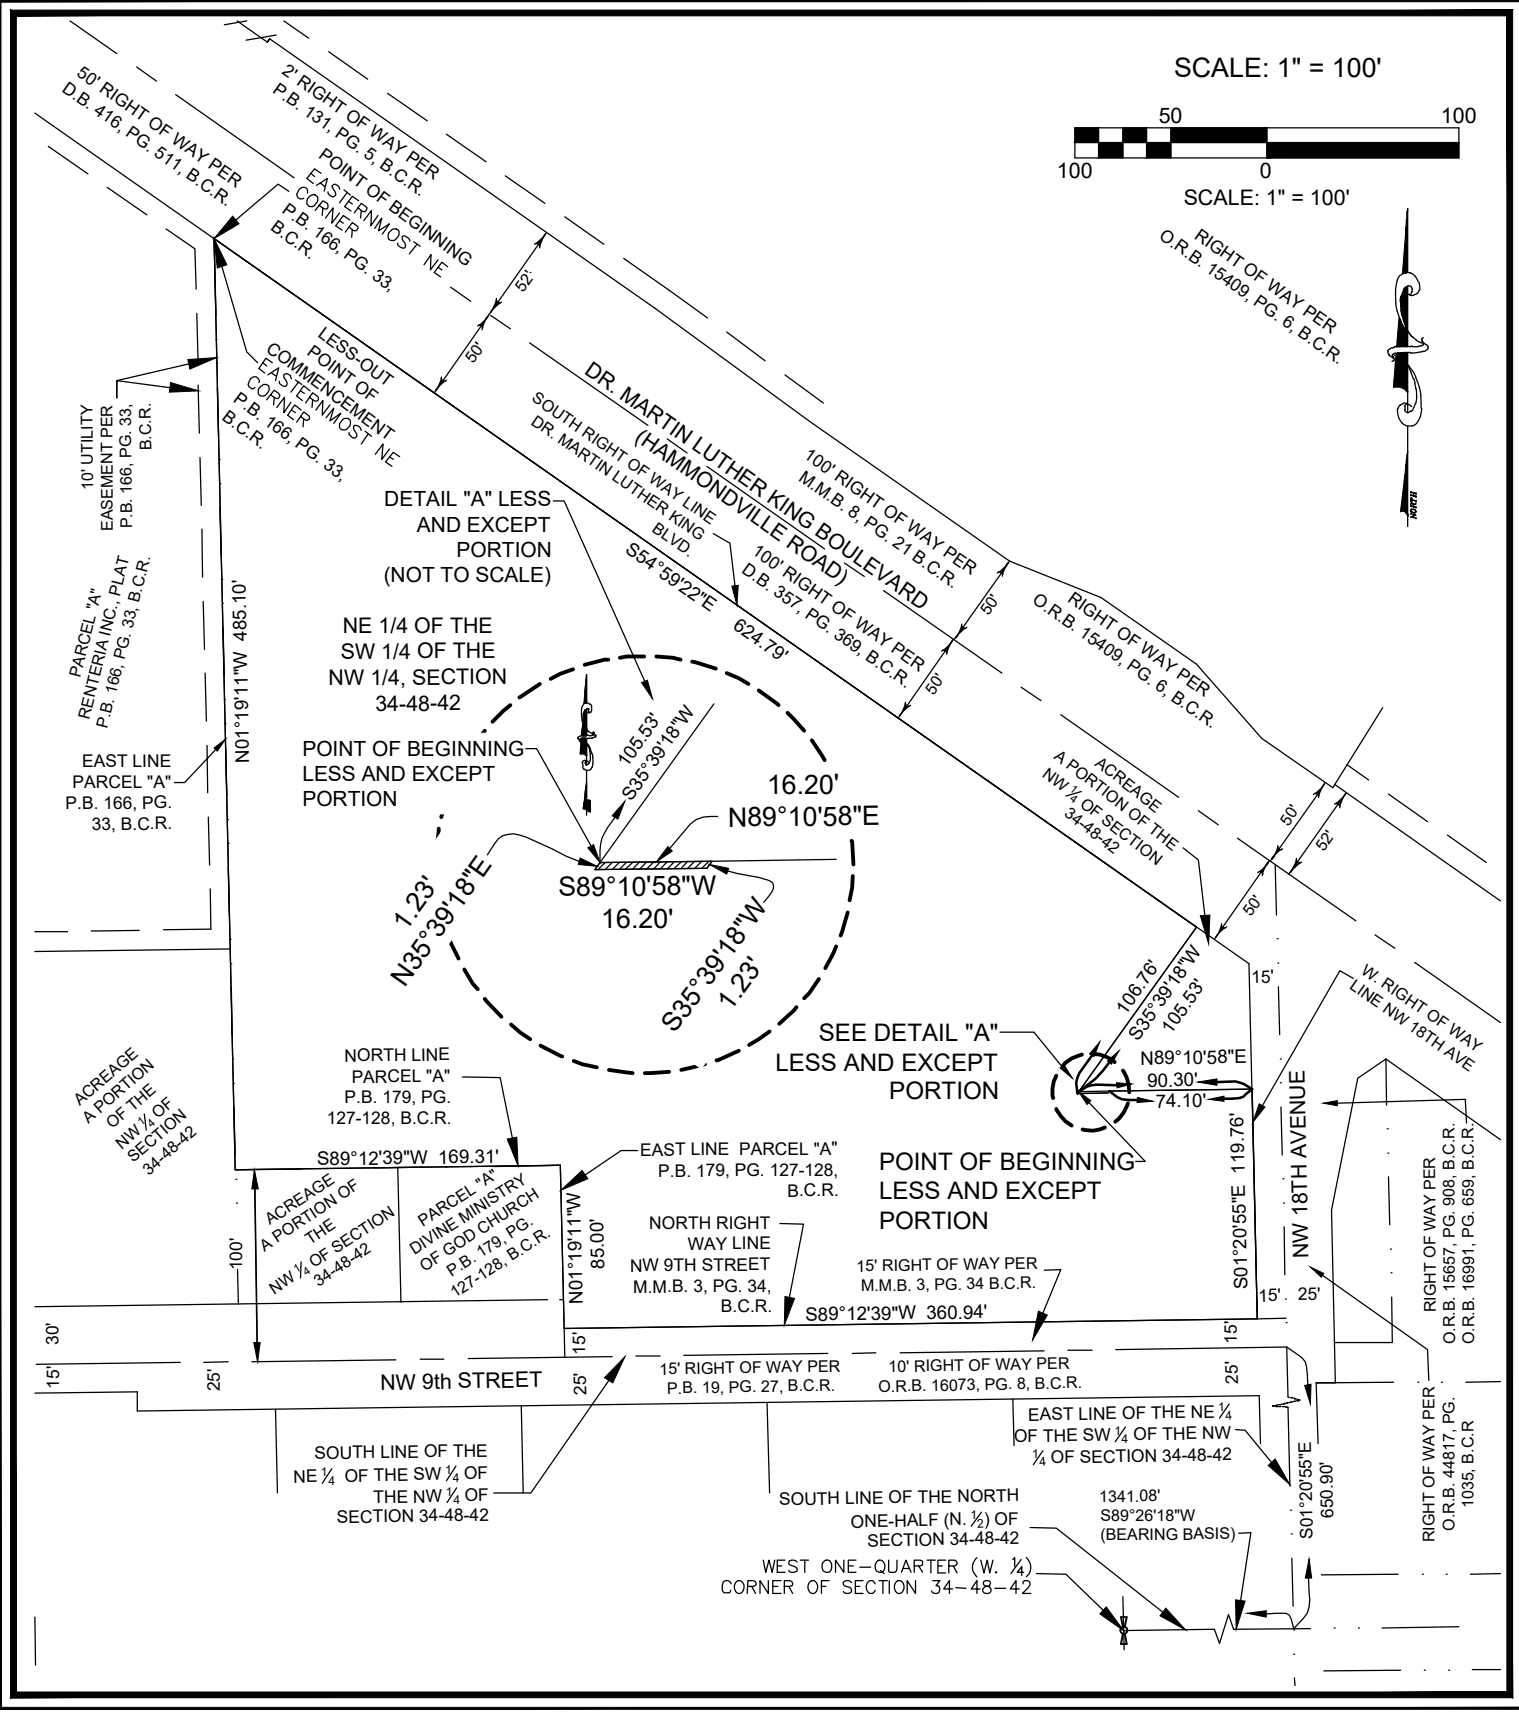 SCALE: 1" = 100'
50
100
100
0
SCALE: 1" = 100'
NORTH
50' RIGHT OF WAY PER
D.B. 416, PG. 511, B.C.R.
2' RIGHT OF WAY PER
P.B. 131, PG. 5, B.C.R.
POINT OF BEGINNING
EASTERNMOST NE
CORNER
P.B. 166, PG. 33,
B.C.R.
52'
50'
RIGHT OF WAY PER
O.R.B. 15409, PG. 6, B.C.R.
LESS-OUT
POINT OF
COMMENCEMENT
EASTERNMOST NE
CORNER
P.B. 166, PG. 33,
B.C.R.
10' UTILITY
EASEMENT PER
P.B. 166, PG. 33,
B.C.R.
DR. MARTIN LUTHER KING BOULEVARD
(HAMMONDVILLE ROAD)
SOUTH RIGHT OF WAY LINE
DR. MARTIN LUTHER KING
BLVD.
100' RIGHT OF WAY PER
M.M.B. 8, PG. 21 B.C.R.
100' RIGHT OF WAY PER
D.B. 357, PG. 369, B.C.R.
S54°59'22"E
624.79'
50'
50'
RIGHT OF WAY PER
O.R.B. 15409, PG. 6, B.C.R.
DETAIL "A" LESS
AND EXCEPT
PORTION
(NOT TO SCALE)
NE 1/4 OF THE
SW 1/4 OF THE
NW 1/4, SECTION
34-48-42
PARCEL "A"
RENTERIA INC., PLAT
P.B. 166, PG. 33, B.C.R.
N01°19'11"W 485.10'
EAST LINE
PARCEL "A"
P.B. 166, PG.
33, B.C.R.
POINT OF BEGINNING
LESS AND EXCEPT
PORTION
105.53'
S35°39'18"W
16.20'
N89°10'58"E
S89°10'58"W
16.20'
1.23'
N35°39'18"E
S35°39'18"W
1.23'
ACREAGE
A PORTION OF THE
NW ¼ OF SECTION
34-48-42
50'
52'
50'
15'
106.76'
S35°39'18"W
105.53'
W. RIGHT OF WAY
LINE NW 18TH AVE
SEE DETAIL "A"
LESS AND EXCEPT
PORTION
N89°10'58"E
90.30'
74.10'
POINT OF BEGINNING
LESS AND EXCEPT
PORTION
S01°20'55"E 119.76'
NW 18TH AVENUE
RIGHT OF WAY PER
O.R.B. 15657, PG. 908, B.C.R.
O.R.B. 16991, PG. 659, B.C.R.
ACREAGE
A PORTION
OF THE
NW ¼ OF
SECTION
34-48-42
NORTH LINE
PARCEL "A"
P.B. 179, PG.
127-128, B.C.R.
S89°12'39"W 169.31'
EAST LINE PARCEL "A"
P.B. 179, PG. 127-128,
B.C.R.
ACREAGE
A PORTION OF
THE
NW ¼ OF SECTION
34-48-42
PARCEL "A"
DIVINE MINISTRY
OF GOD CHURCH
P.B. 179, PG.
127-128, B.C.R.
100'
N01°19'11"W
85.00'
NORTH RIGHT
WAY LINE
NW 9TH STREET
M.M.B. 3, PG. 34,
B.C.R.
15' RIGHT OF WAY PER
M.M.B. 3, PG. 34 B.C.R.
S89°12'39"W 360.94'
15'
25'
30'
15'
25'
15'
25'
15'
25'
NW 9th STREET
15' RIGHT OF WAY PER
P.B. 19, PG. 27, B.C.R.
10' RIGHT OF WAY PER
O.R.B. 16073, PG. 8, B.C.R.
SOUTH LINE OF THE
NE ¼ OF THE SW ¼ OF
THE NW ¼ OF
SECTION 34-48-42
EAST LINE OF THE NE ¼
OF THE SW ¼ OF THE NW
¼ OF SECTION 34-48-42
RIGHT OF WAY PER
O.R.B. 44817, PG.
1035, B.C.R
S01°20'55"E
650.90'
SOUTH LINE OF THE NORTH
ONE-HALF (N. ½) OF
SECTION 34-48-42
1341.08'
S89°26'18"W
(BEARING BASIS)
WEST ONE-QUARTER (W. ¼)
CORNER OF SECTION 34-48-42